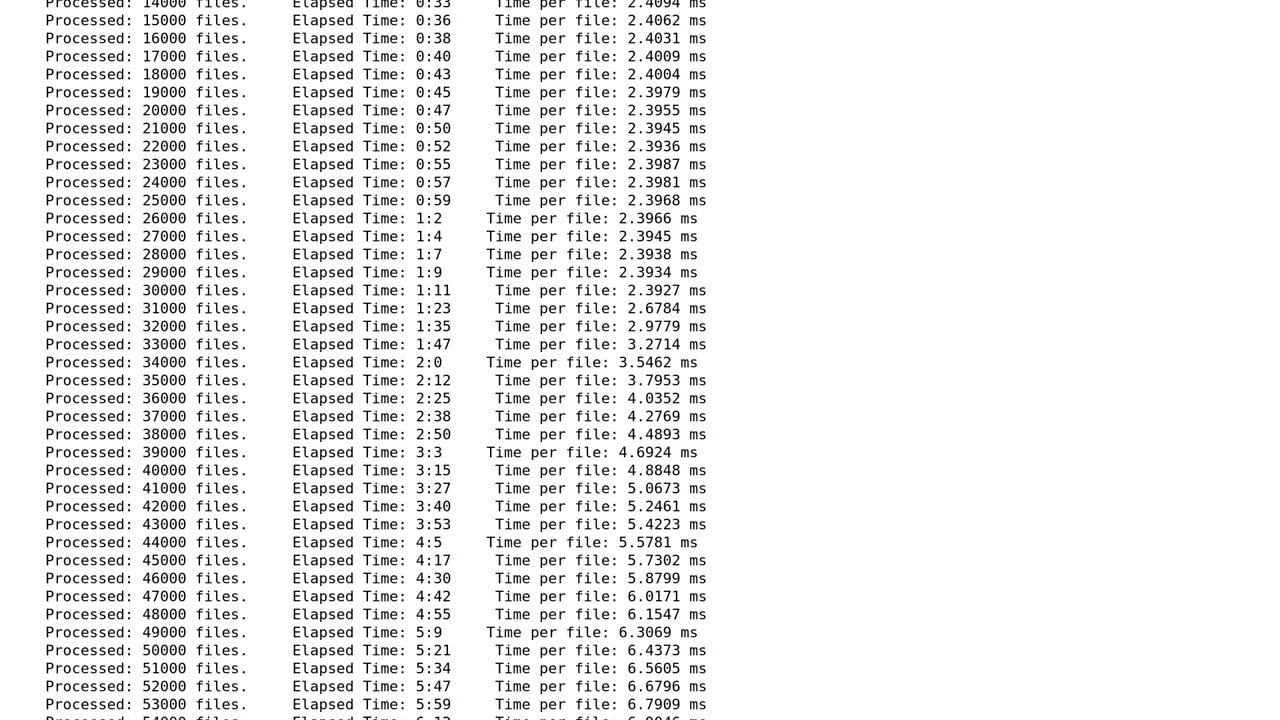 Processed: 14000 files. Elapsed Time: 0:33 Time per file: 2.4094 ms
Processed: 15000 files. Elapsed Time: 0:36 Time per file: 2.4062 ms
Processed: 16000 files. Elapsed Time: 0:38 Time per file: 2.4031 ms
Processed: 17000 files. Elapsed Time: 0:40 Time per file: 2.4009 ms
Processed: 18000 files. Elapsed Time: 0:43 Time per file: 2.4004 ms
Processed: 19000 files. Elapsed Time: 0:45 Time per file: 2.3979 ms
Processed: 20000 files. Elapsed Time: 0:47 Time per file: 2.3955 ms
Processed: 21000 files. Elapsed Time: 0:50 Time per file: 2.3945 ms
Processed: 22000 files. Elapsed Time: 0:52 Time per file: 2.3936 ms
Processed: 23000 files. Elapsed Time: 0:55 Time per file: 2.3987 ms
Processed: 24000 files. Elapsed Time: 0:57 Time per file: 2.3981 ms
Processed: 25000 files. Elapsed Time: 0:59 Time per file: 2.3968 ms
Processed: 26000 files. Elapsed Time: 1:2 Time per file: 2.3966 ms
Processed: 27000 files. Elapsed Time: 1:4 Time per file: 2.3945 ms
Processed: 28000 files. Elapsed Time: 1:7 Time per file: 2.3938 ms
Processed: 29000 files. Elapsed Time: 1:9 Time per file: 2.3934 ms
Processed: 30000 files. Elapsed Time: 1:11 Time per file: 2.3927 ms
Processed: 31000 files. Elapsed Time: 1:23 Time per file: 2.6784 ms
Processed: 32000 files. Elapsed Time: 1:35 Time per file: 2.9779 ms
Processed: 33000 files. Elapsed Time: 1:47 Time per file: 3.2714 ms
Processed: 34000 files. Elapsed Time: 2:0 Time per file: 3.5462 ms
Processed: 35000 files. Elapsed Time: 2:12 Time per file: 3.7953 ms
Processed: 36000 files. Elapsed Time: 2:25 Time per file: 4.0352 ms
Processed: 37000 files. Elapsed Time: 2:38 Time per file: 4.2769 ms
Processed: 38000 files. Elapsed Time: 2:50 Time per file: 4.4893 ms
Processed: 39000 files. Elapsed Time: 3:3 Time per file: 4.6924 ms
Processed: 40000 files. Elapsed Time: 3:15 Time per file: 4.8848 ms
Processed: 41000 files. Elapsed Time: 3:27 Time per file: 5.0673 ms
Processed: 42000 files. Elapsed Time: 3:40 Time per file: 5.2461 ms
Processed: 43000 files. Elapsed Time: 3:53 Time per file: 5.4223 ms
Processed: 44000 files. Elapsed Time: 4:5 Time per file: 5.5781 ms
Processed: 45000 files. Elapsed Time: 4:17 Time per file: 5.7302 ms
Processed: 46000 files. Elapsed Time: 4:30 Time per file: 5.8799 ms
Processed: 47000 files. Elapsed Time: 4:42 Time per file: 6.0171 ms
Processed: 48000 files. Elapsed Time: 4:55 Time per file: 6.1547 ms
Processed: 49000 files. Elapsed Time: 5:9 Time per file: 6.3069 ms
Processed: 50000 files. Elapsed Time: 5:21 Time per file: 6.4373 ms
Processed: 51000 files. Elapsed Time: 5:34 Time per file: 6.5605 ms
Processed: 52000 files. Elapsed Time: 5:47 Time per file: 6.6796 ms
Processed: 53000 files. Elapsed Time: 5:59 Time per file: 6.7909 ms
Processed: 54000 files. Elapsed Time: Time per file: ms